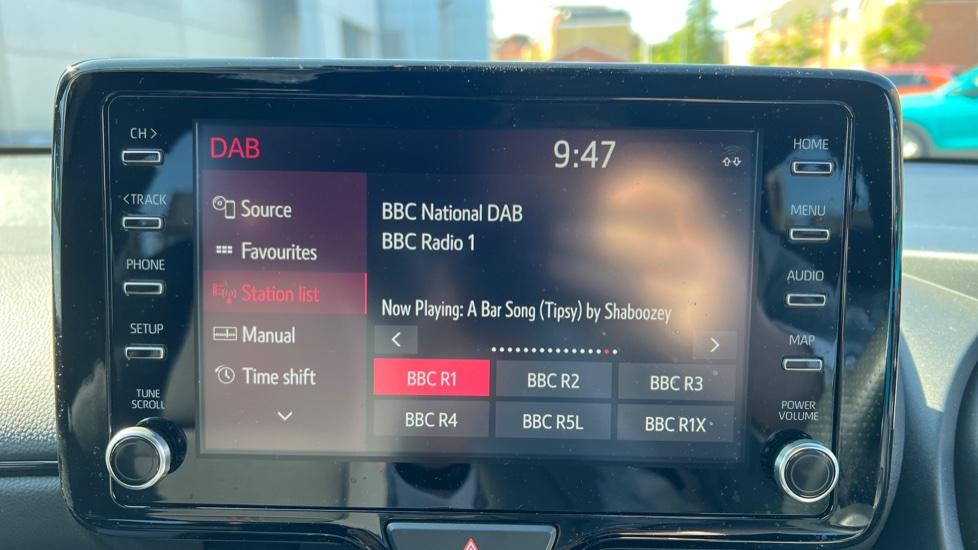 CH >
< TRACK
PHONE
SETUP
TUNE
SCROLL
DAB
9:47
Source
Favourites
Station list
Manual
Time shift
BBC National DAB
BBC Radio 1
Now Playing: A Bar Song (Tipsy) by Shaboozey
< >
BBC R1 BBC R2 BBC R3
BBC R4 BBC R5L BBC R1X
HOME
MENU
AUDIO
MAP
POWER
VOLUME